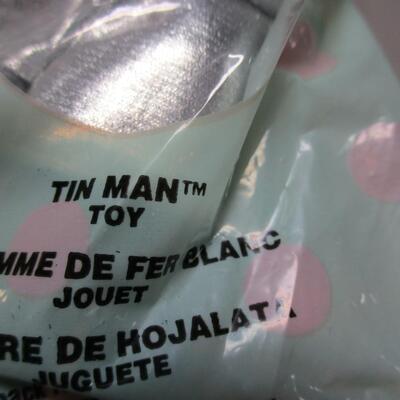 TIN MAN™
TOY
MME DE FER BLANC
JOUET
RE DE HOJALATA
JUGUETE